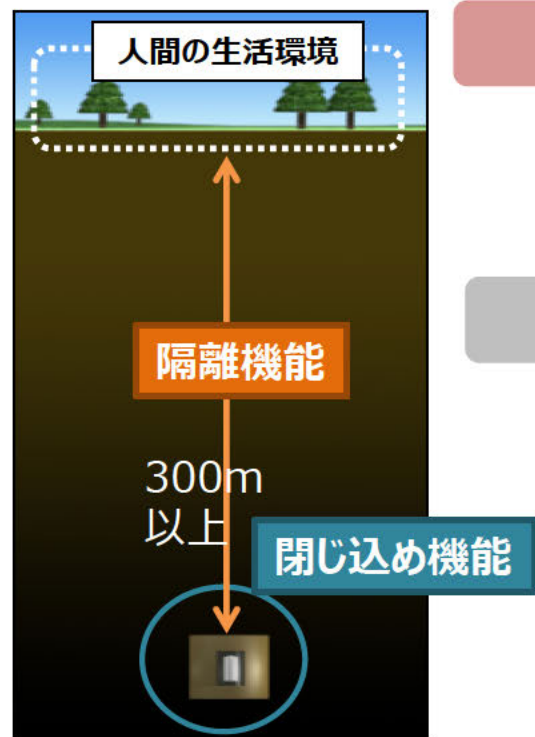 人間の生活環境
隔離機能
300m
以上
閉じ込め機能